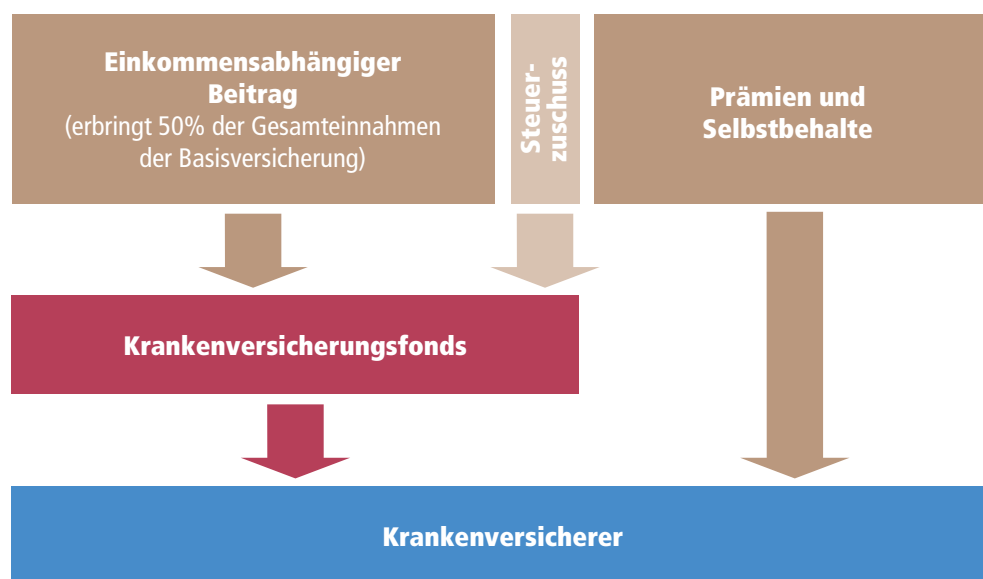 Einkommensabhängiger
Beitrag
(erbringt 50% der Gesamteinnahmen
der Basisversicherung)
Steuer-
zuschuss
Prämien und
Selbstbehalte
Krankenversicherungsfonds
Krankenversicherer